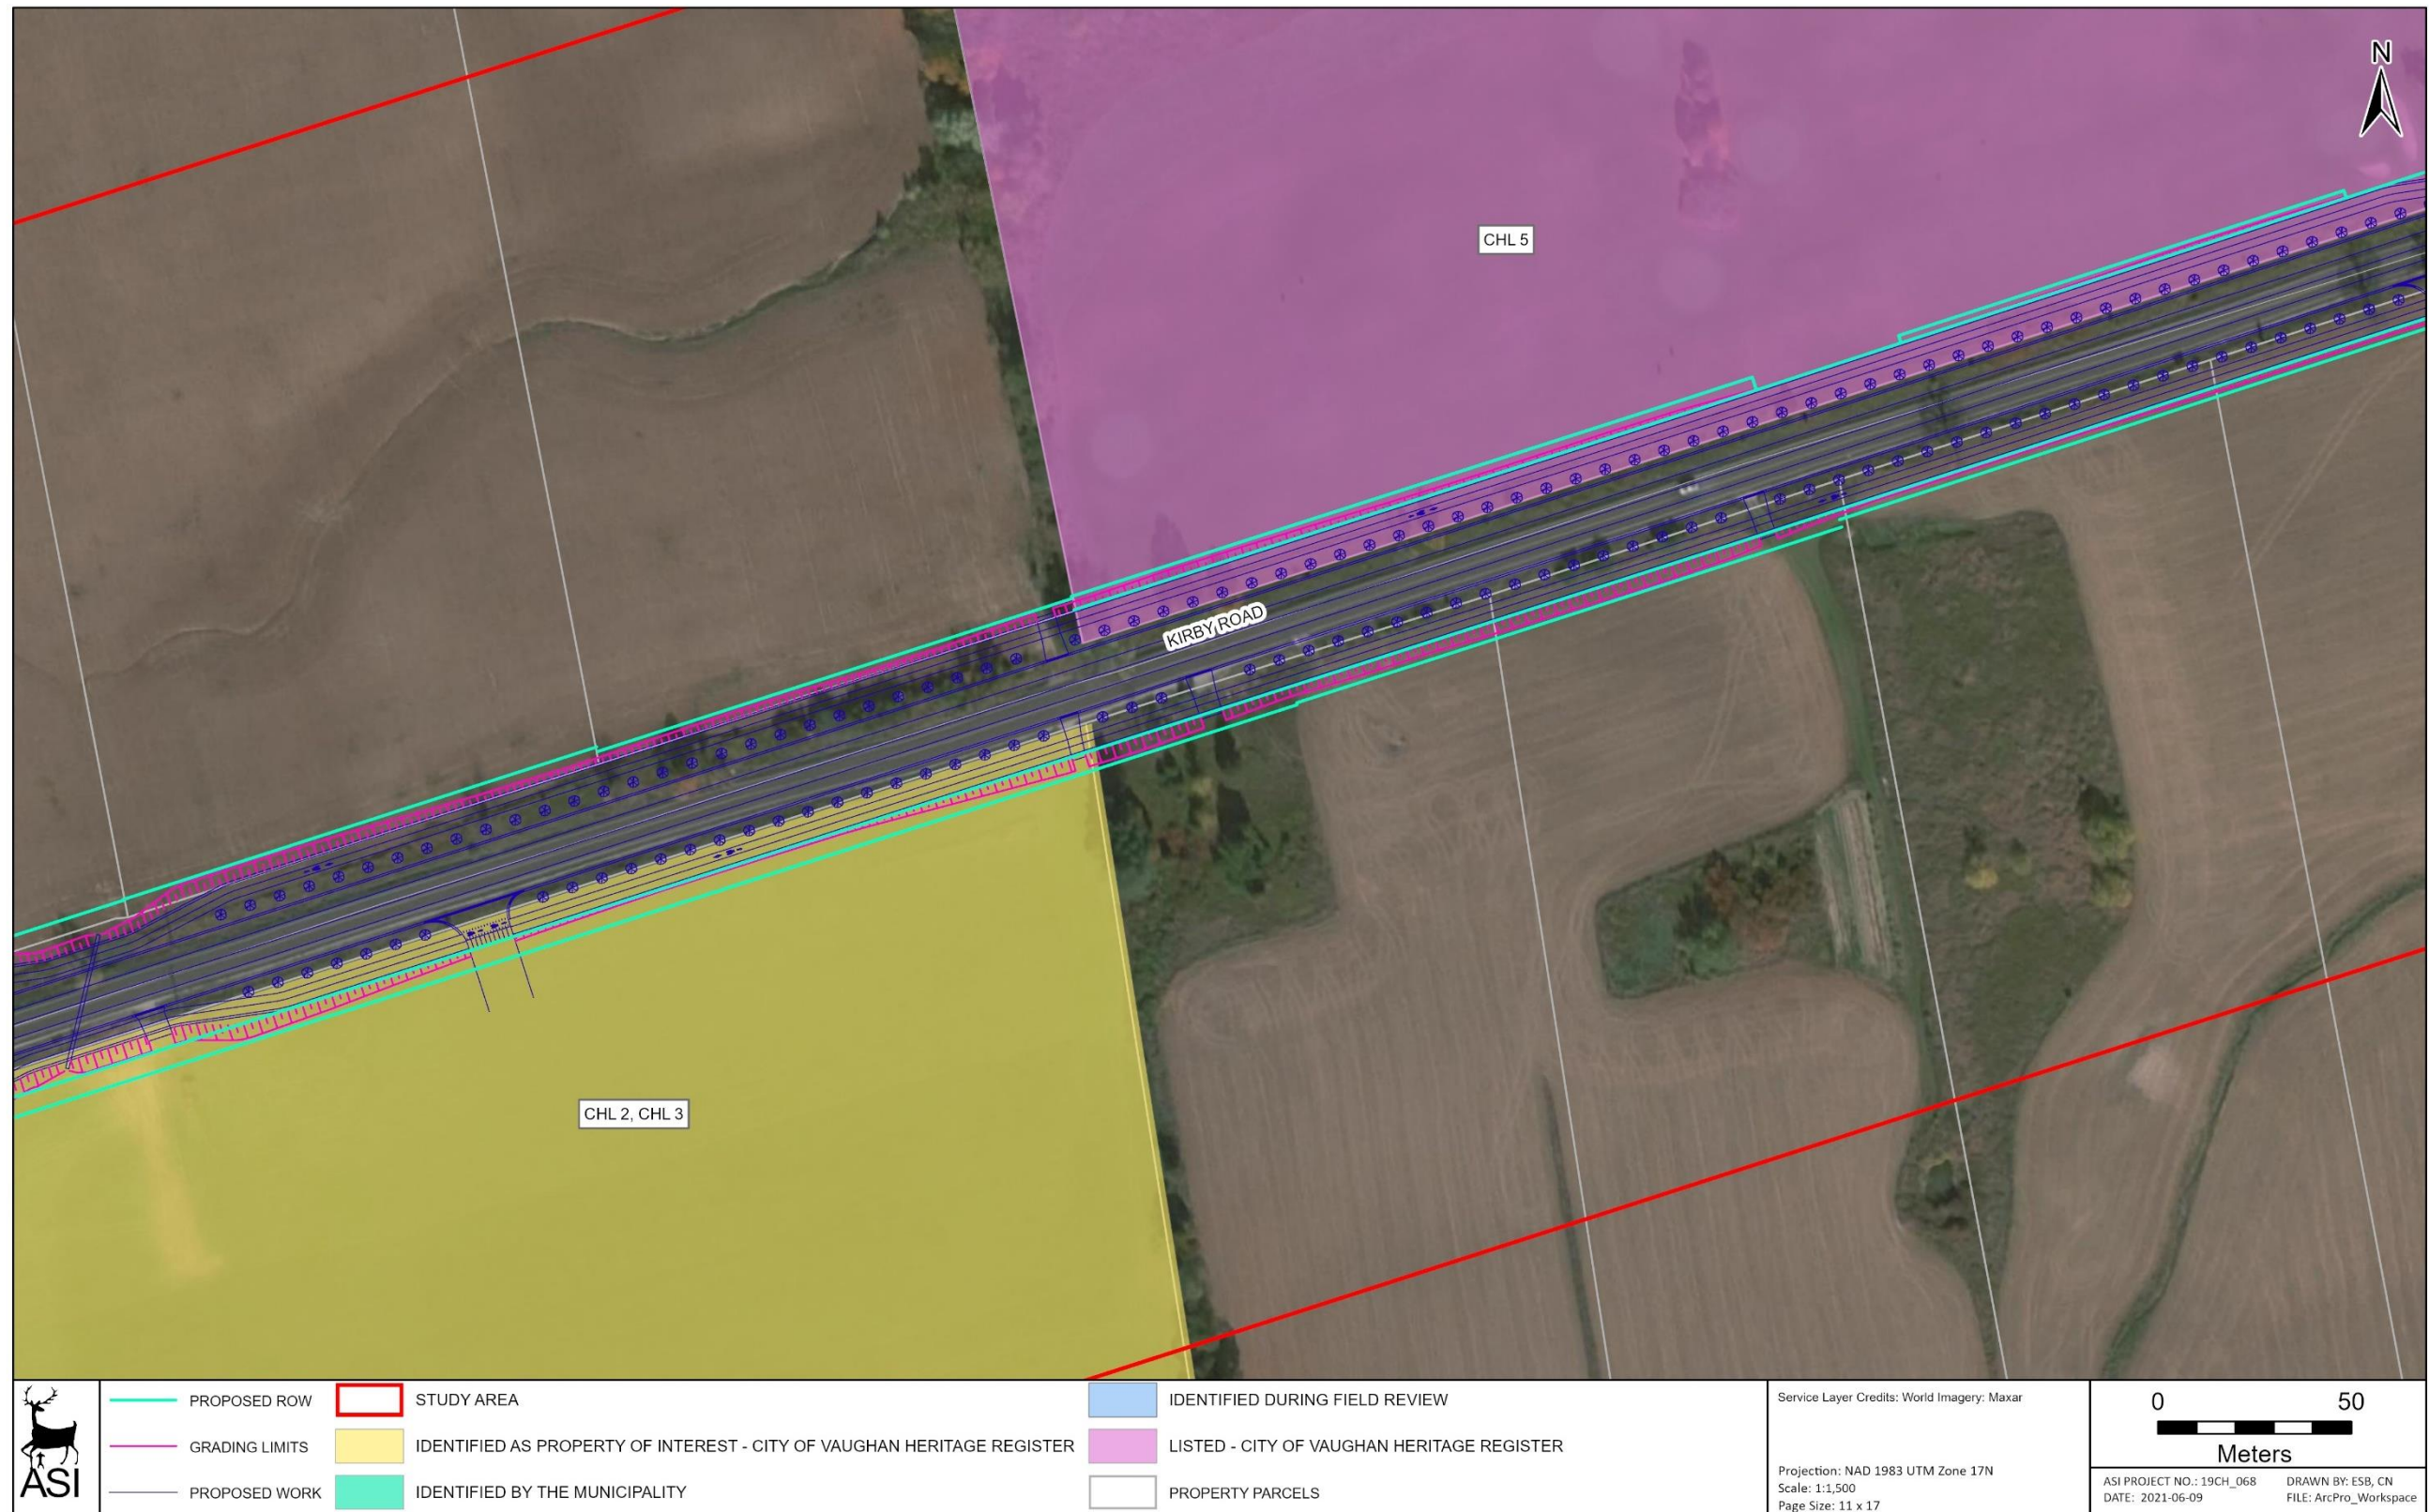 N
CHL 5
KIRBY ROAD
CHL 2, CHL 3
ASI
PROPOSED ROW
GRADING LIMITS
PROPOSED WORK
STUDY AREA
IDENTIFIED AS PROPERTY OF INTEREST - CITY OF VAUGHAN HERITAGE REGISTER
IDENTIFIED BY THE MUNICIPALITY
IDENTIFIED DURING FIELD REVIEW
LISTED - CITY OF VAUGHAN HERITAGE REGISTER
PROPERTY PARCELS
Service Layer Credits: World Imagery: Maxar
Projection: NAD 1983 UTM Zone 17N
Scale: 1:1,500
Page Size: 11 x 17
0 50
Meters
ASI PROJECT NO.: 19CH_068 DRAWN BY: ESB, CN
DATE: 2021-06-09 FILE: ArcPro_Workspace